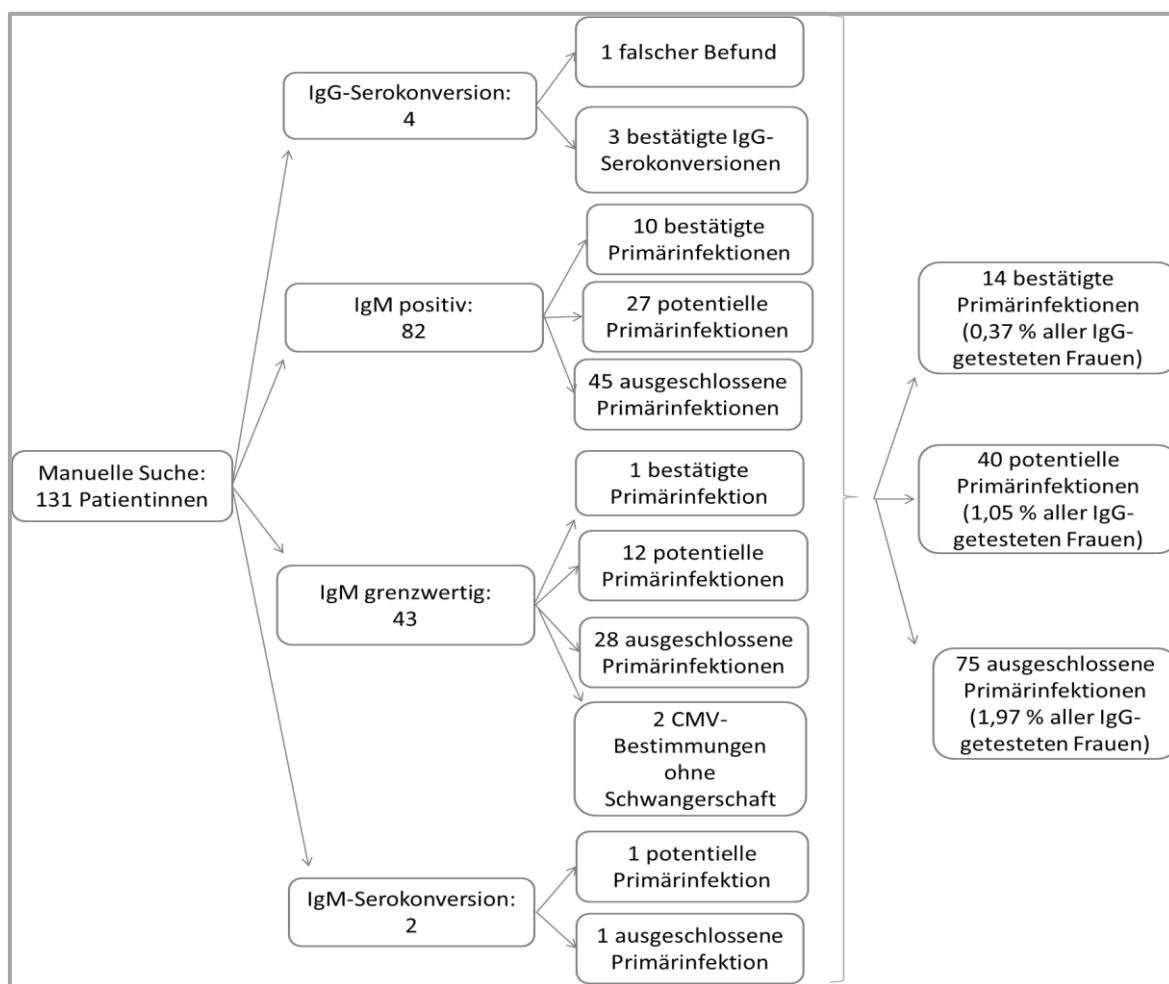 Manuelle Suche:
131 Patientinnen
IgG-Serokonversion:
4
1 falscher Befund
3 bestätigte IgG-
Serokonversionen
IgM positiv:
82
10 bestätigte
Primärinfektionen
27 potentielle
Primärinfektionen
45 ausgeschlossene
Primärinfektionen
IgM grenzwertig:
43
1 bestätigte
Primärinfektion
12 potentielle
Primärinfektionen
28 ausgeschlossene
Primärinfektionen
2 CMV-
Bestimmungen
ohne
Schwangerschaft
IgM-Serokonversion:
2
1 potentielle
Primärinfektion
1 ausgeschlossene
Primärinfektion
14 bestätigte
Primärinfektionen
(0,37 % aller IgG-
getesteten Frauen)
40 potentielle
Primärinfektionen
(1,05 % aller IgG-
getesteten Frauen)
75 ausgeschlossene
Primärinfektionen
(1,97 % aller IgG-
getesteten Frauen)